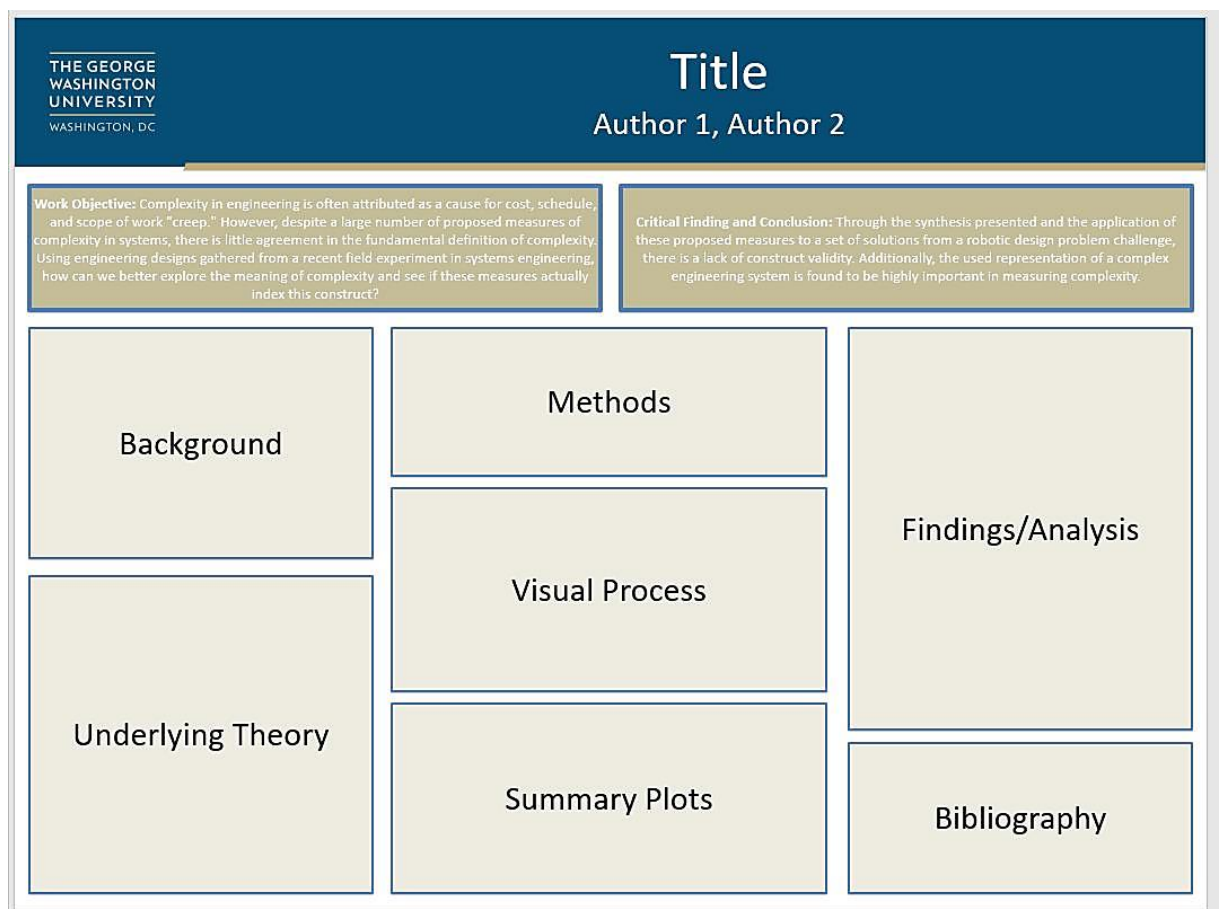 THE GEORGE
WASHINGTON
UNIVERSITY
WASHINGTON, DC
Title
Author 1, Author 2
Work Objective: Complexity in engineering is often attributed as a cause for cost, schedule,
and scope of work "creep." However, despite a large number of proposed measures of
complexity in systems, there is little agreement in the fundamental definition of complexity.
Using engineering designs gathered from a recent field experiment in systems engineering,
how can we better explore the meaning of complexity and see if these measures actually
index this construct?
Critical Finding and Conclusion: Through the synthesis presented and the application of
these proposed measures to a set of solutions from a robotic design problem challenge,
there is a lack of construct validity. Additionally, the used representation of a complex
engineering system is found to be highly important in measuring complexity.
Background
Underlying Theory
Methods
Visual Process
Summary Plots
Findings/Analysis
Bibliography